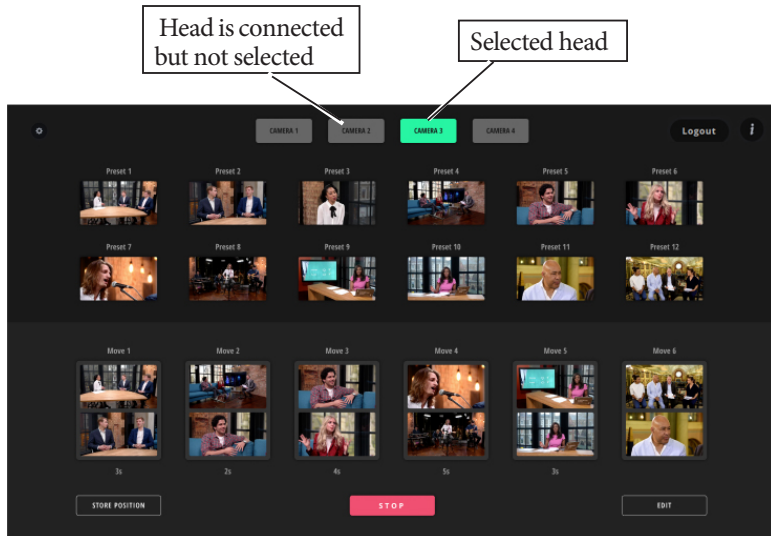 Head is connected
but not selected
Selected head
CAMERA 1 CAMERA 2 CAMERA 3 CAMERA 4
Logout i
Preset 1 Preset 2 Preset 3 Preset 4 Preset 5 Preset 6
Preset 7 Preset 8 Preset 9 Preset 10 Preset 11 Preset 12
Move 1 Move 2 Move 3 Move 4 Move 5 Move 6
3s 2s 4s 5s 3s
STORE POSITION STOP EDIT